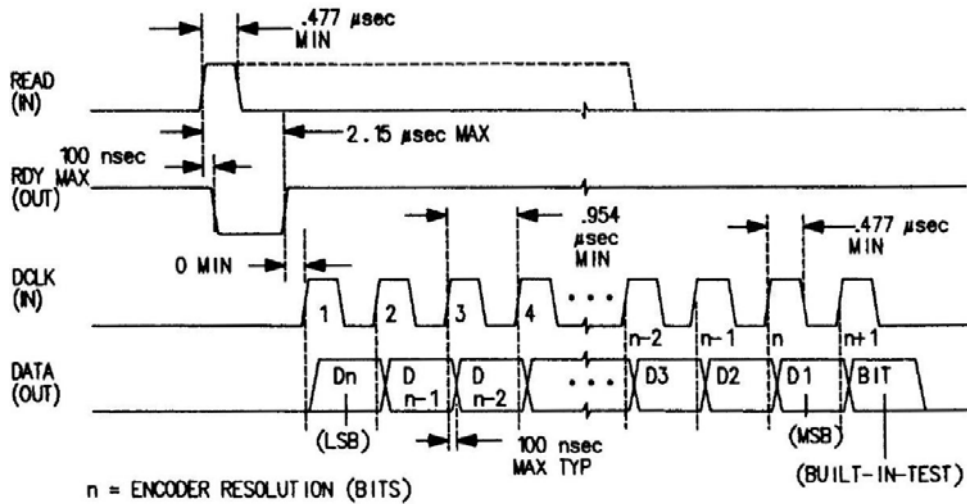 .477 µsec
MIN
READ
(IN)
2.15 µsec MAX
100 nsec
MAX
RDY
(OUT)
.954
µsec
MIN
.477 µsec
MIN
0 MIN
DCLK
(IN)
1 2 3 4 • • • n-2 n-1 n n+1
DATA
(OUT)
Dn D n-1 D n-2 • • • D3 D2 D1 BIT
(LSB)
100 nsec
MAX TYP
(MSB)
(BUILT-IN-TEST)
n = ENCODER RESOLUTION (BITS)